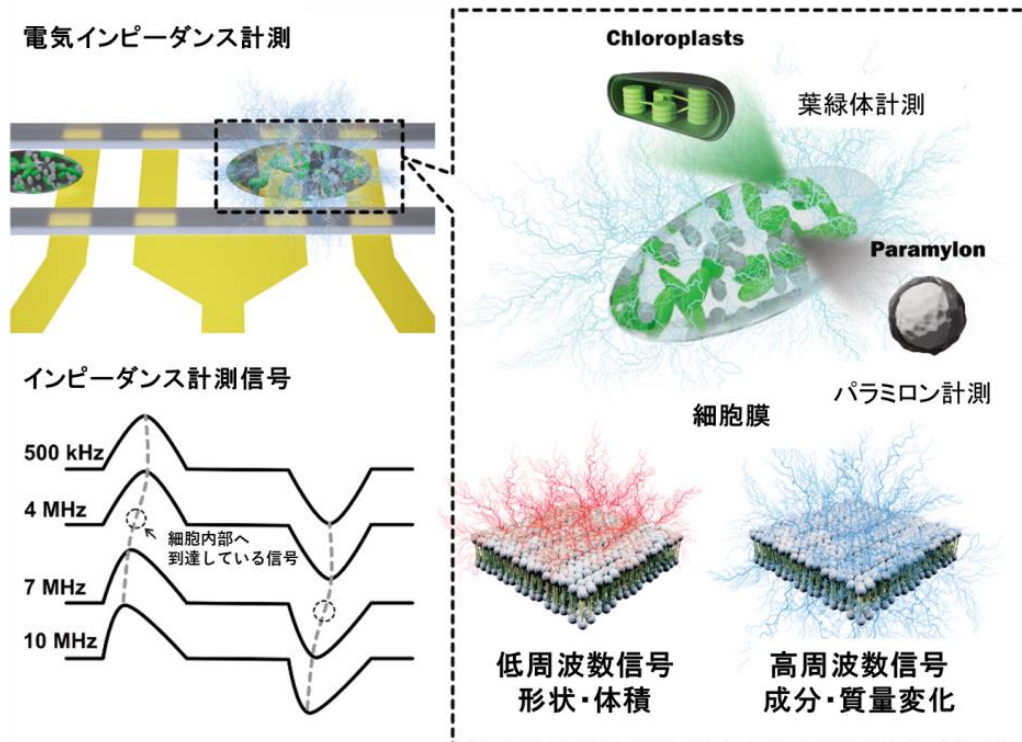 電気インピーダンス計測
Chloroplasts
葉緑体計測
Paramylon
パラミロン計測
インピーダンス計測信号
500 kHz
4 MHz
細胞内部へ
到達している信号
7 MHz
10 MHz
細胞膜
低周波数信号
形状・体積
高周波数信号
成分・質量変化